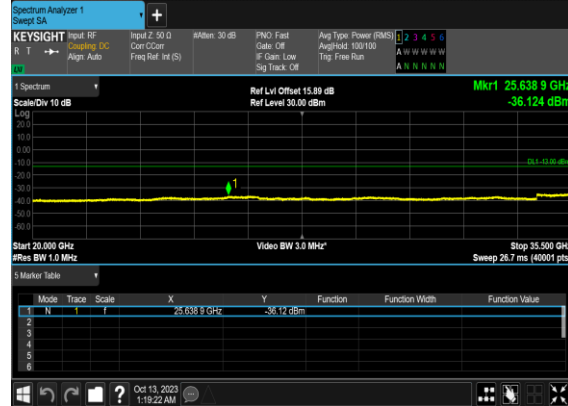 Spectrum Analyzer 1
Swept SA
+
KEYSIGHT Input: RF Input Z: 50 Ω #Atten: 30 dB PNO: Fast Avg Type: Power (RMS) 1 2 3 4 5 6
R T Coupling: DC Corr CCorr Gate: Off Avg|Hold: 100/100 A W W W W W
Align: Auto Freq Ref: Int (S) IF Gain: Low Trig: Free Run
Sig Track: Off A N N N N N
1 Spectrum Ref Lvl Offset 15.89 dB Mkr1 25.638 9 GHz
Scale/Div 10 dB Ref Level 30.00 dBm -36.124 dBm
Log
20.0
10.0
0.00
-10.0 DL1 -13.00 dBm
-20.0
-30.0 1
-40.0
-50.0
-60.0
Start 20.000 GHz Video BW 3.0 MHz* Stop 35.500 GHz
#Res BW 1.0 MHz Sweep 26.7 ms (40001 pts)
5 Marker Table
Mode Trace Scale X Y Function Function Width Function Value
1 N 1 f 25.638 9 GHz -36.12 dBm
2
3
4
5
6
? Oct 13, 2023
1:19:22 AM